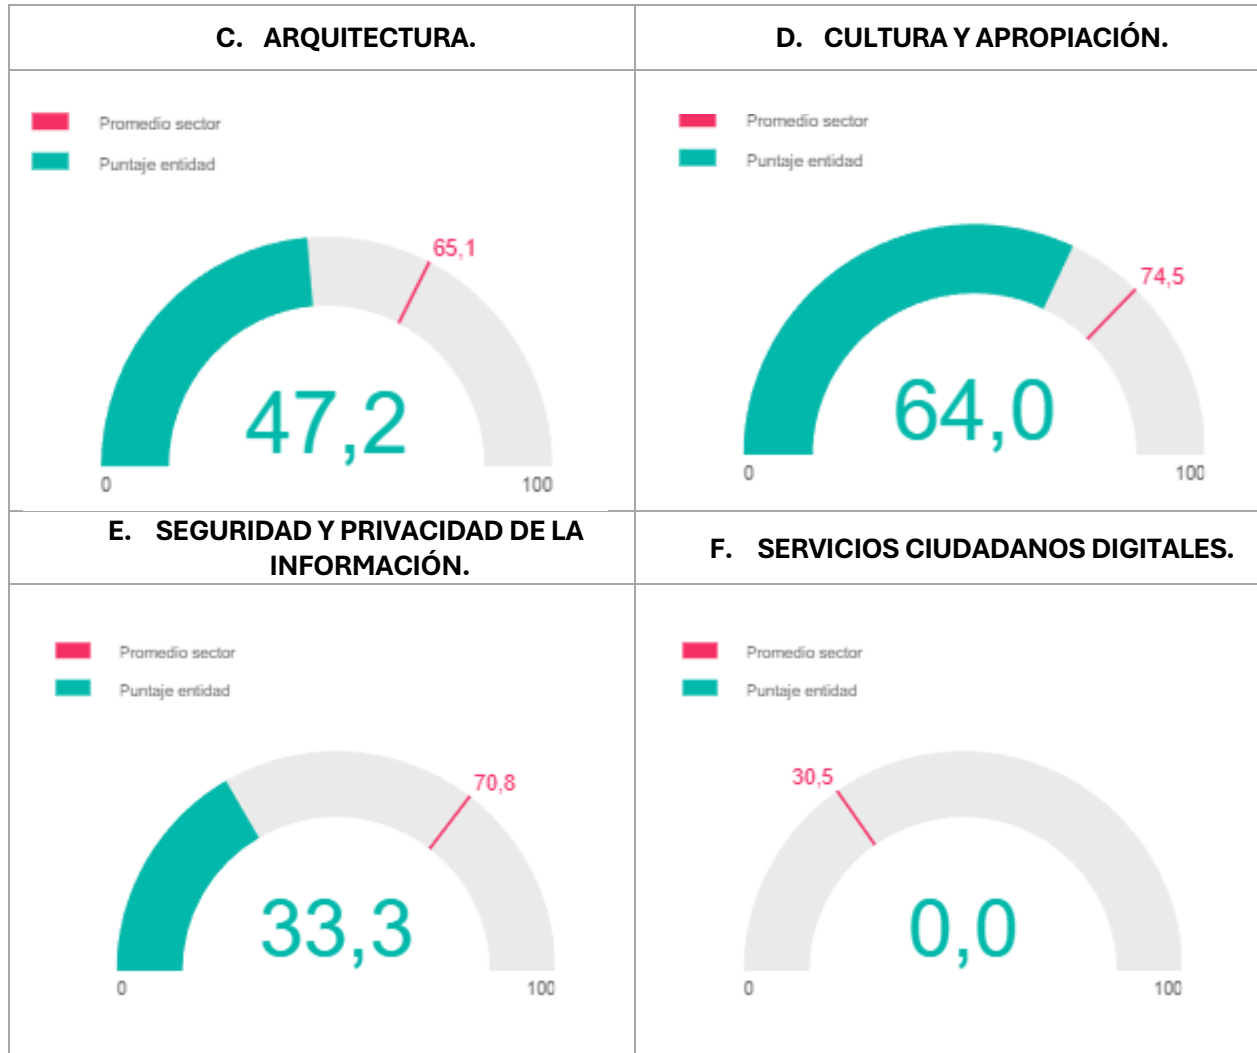 C. ARQUITECTURA.
D. CULTURA Y APROPIACIÓN.
Promedio sector
Puntaje entidad
65,1
47,2
0
100
Promedio sector
Puntaje entidad
74,5
64,0
0
100
E. SEGURIDAD Y PRIVACIDAD DE LA
INFORMACIÓN.
F. SERVICIOS CIUDADANOS DIGITALES.
Promedio sector
Puntaje entidad
70,8
33,3
0
100
Promedio sector
Puntaje entidad
30,5
0,0
0
100